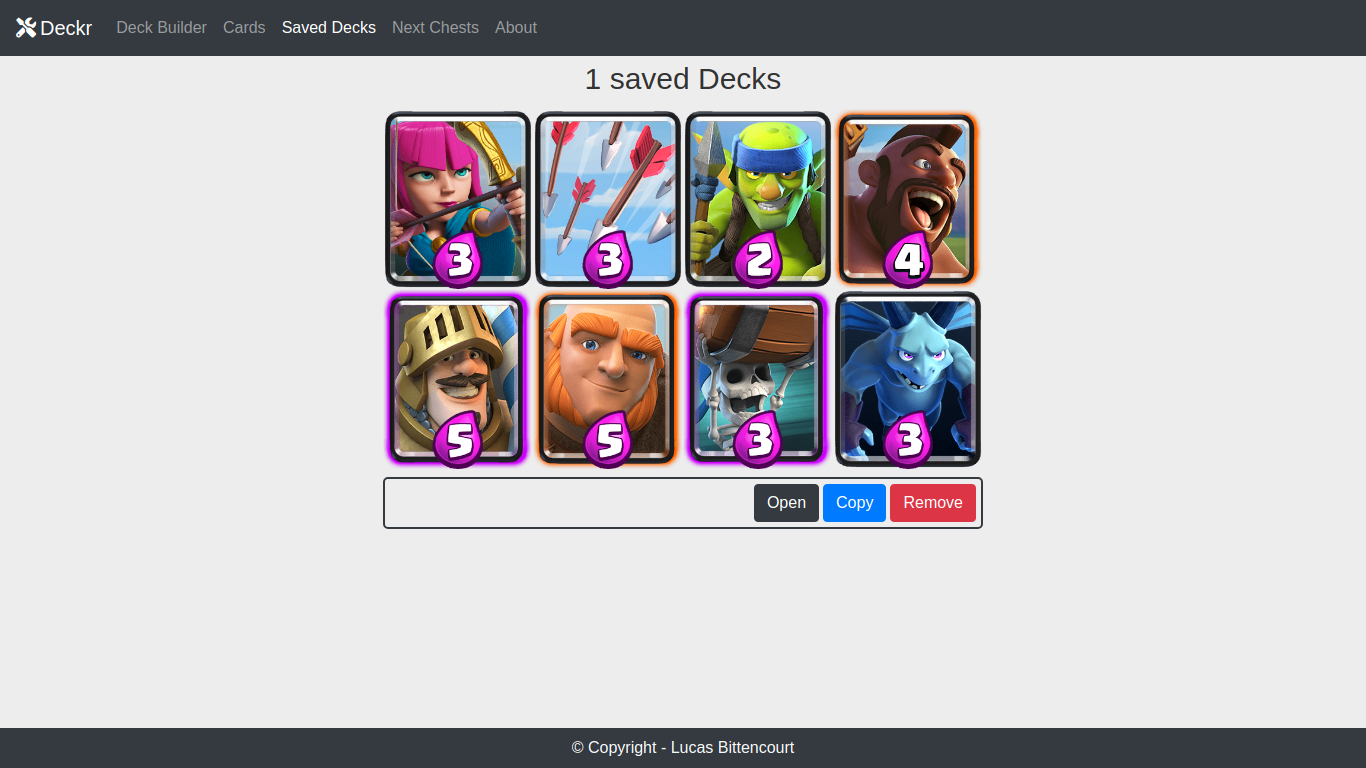 Deckr Deck Builder Cards Saved Decks Next Chests About
1 saved Decks
3 3 2 4
5 5 3 3
Open Copy Remove
© Copyright - Lucas Bittencourt